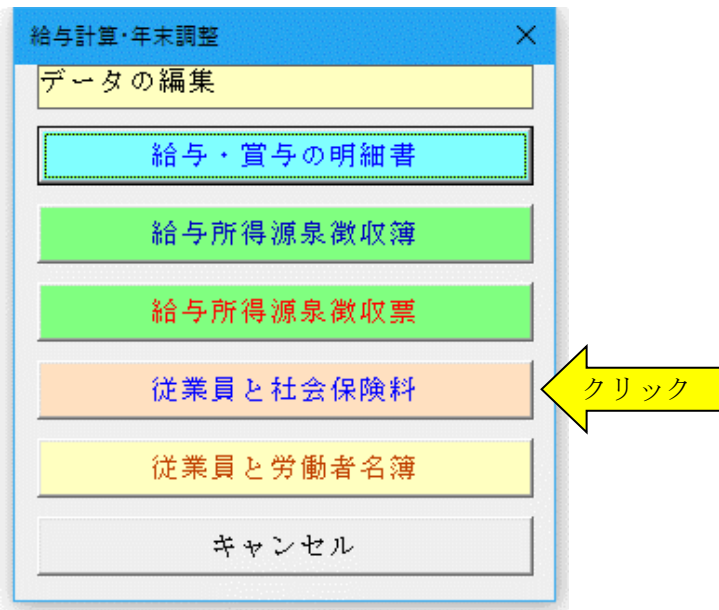 給与計算・年末調整
データの編集
給与・賞与の明細書
給与所得源泉徴収簿
給与所得源泉徴収票
従業員と社会保険料
クリック
従業員と労働者名簿
キャンセル